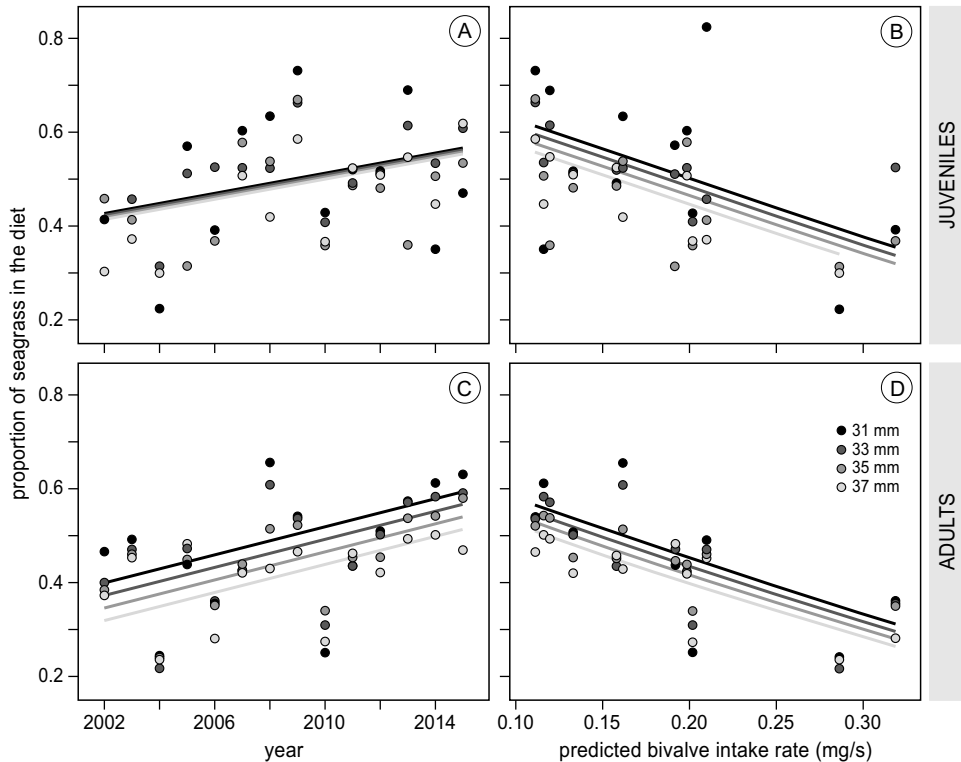 A
B
0.8
0.6
0.4
0.2
JUVENILES
proportion of seagrass in the diet
C
D
0.8
0.6
0.4
0.2
31 mm
33 mm
35 mm
37 mm
ADULTS
2002 2006 2010 2014
0.10 0.15 0.20 0.25 0.30
year
predicted bivalve intake rate (mg/s)